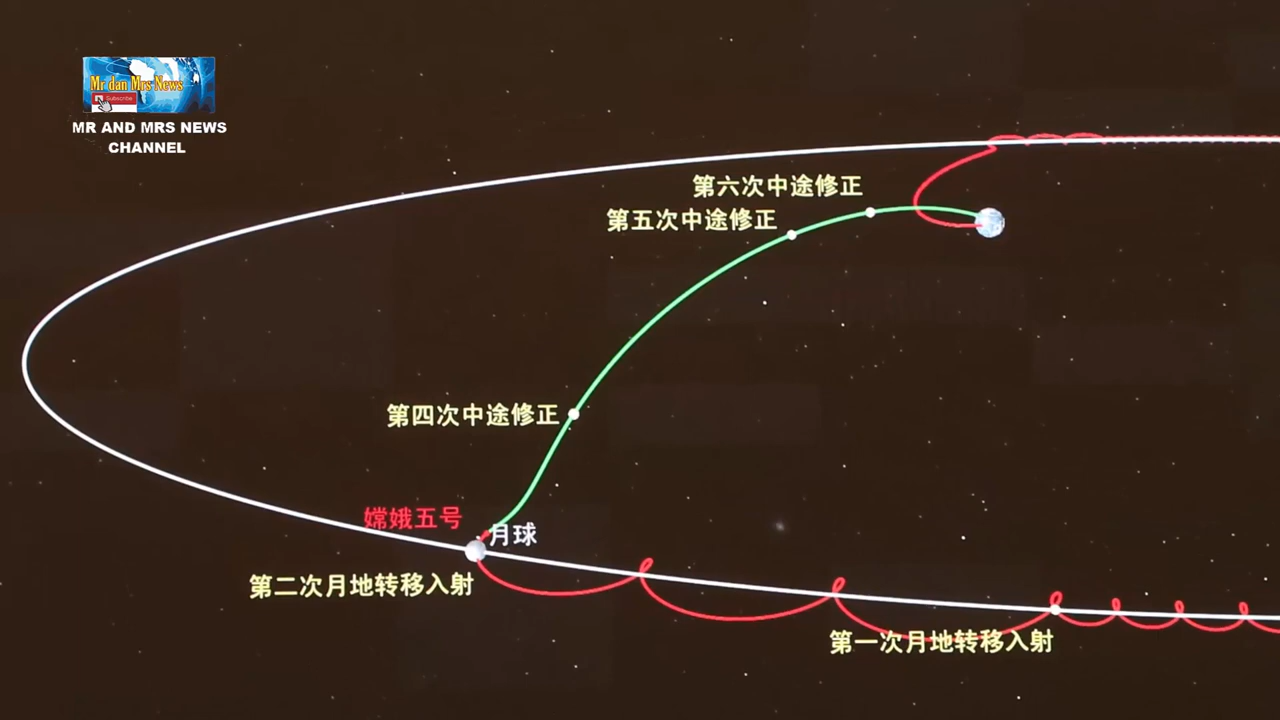 Mr dan Mrs News
Subscribe
MR AND MRS NEWS
CHANNEL
第六次中途修正
第五次中途修正
第四次中途修正
嫦娥五号
月球
第二次月地转移入射
第一次月地转移入射